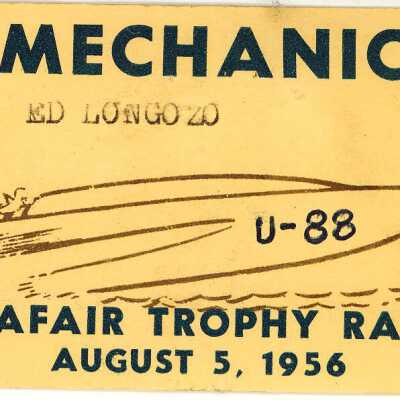 MECHANIC
ED LONGOZO
U-88
AFAIR TROPHY RA
AUGUST 5, 1956